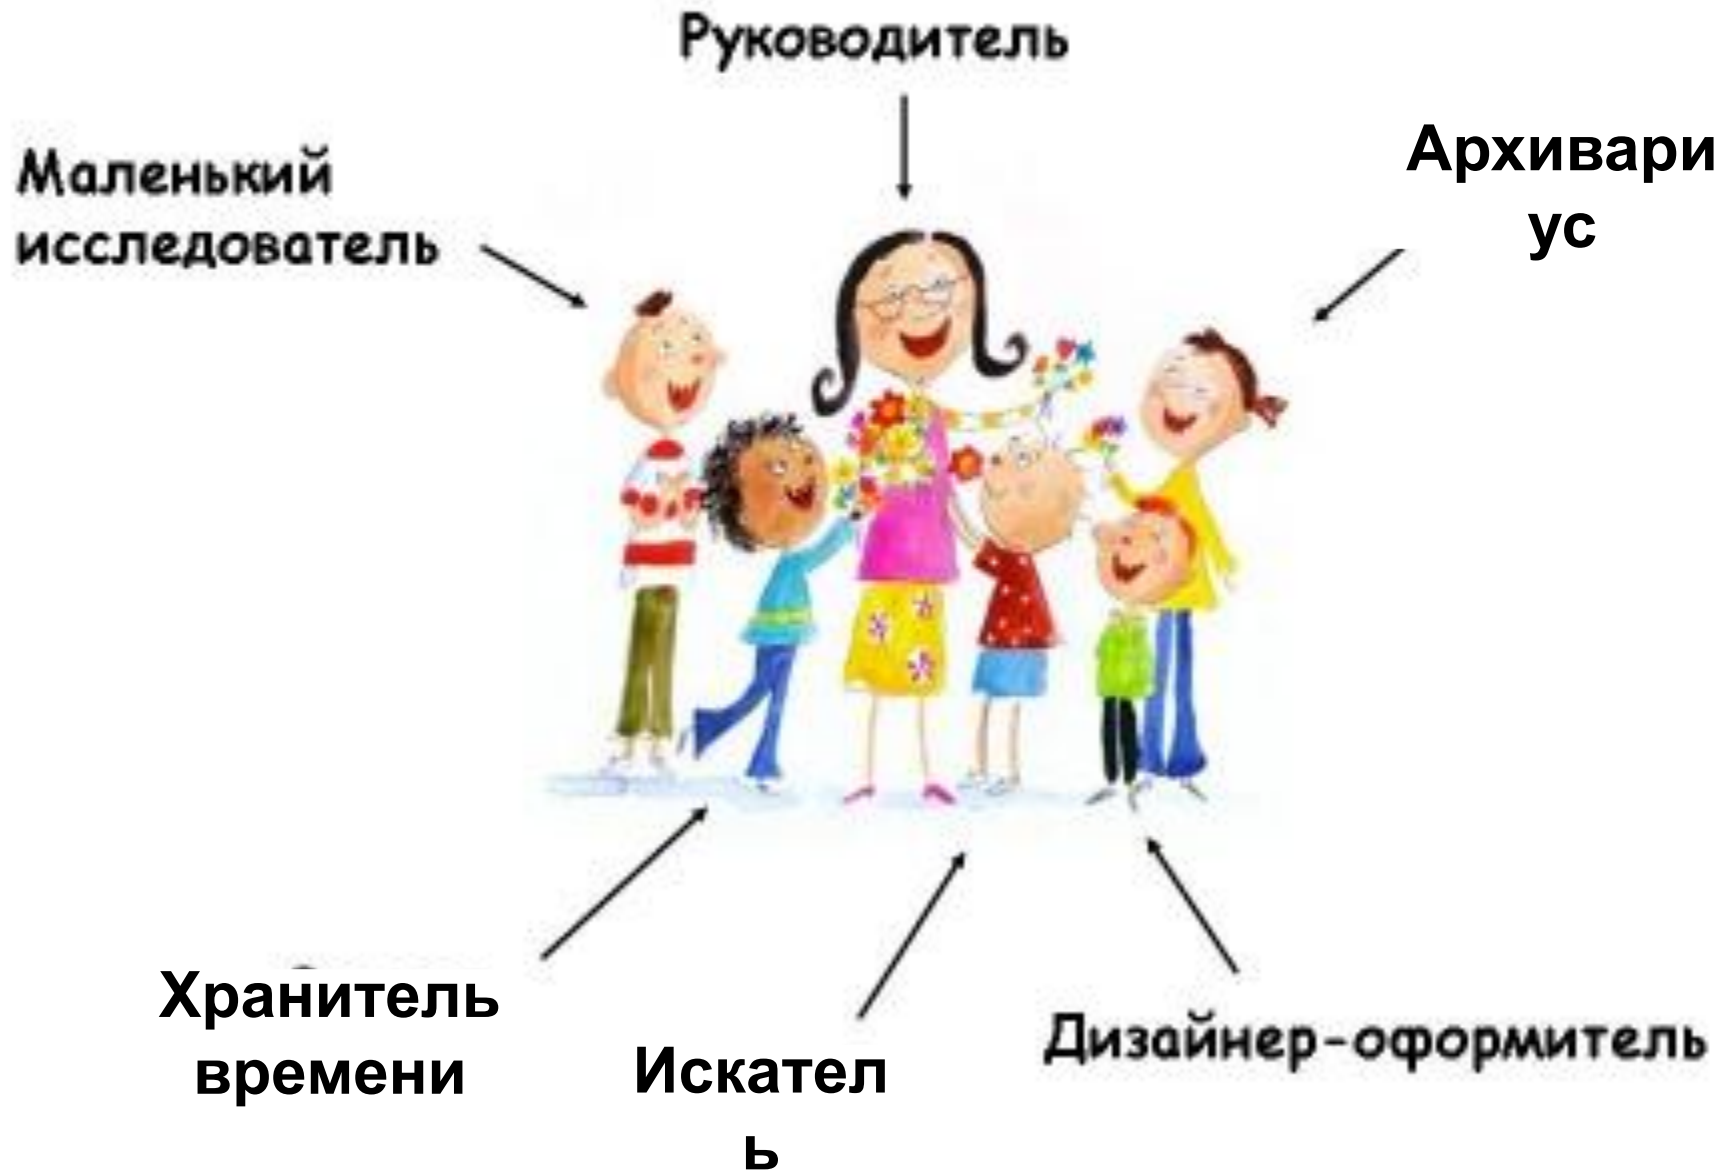 Руководитель
Маленький
исследователь
Архивари
ус
Хранитель
времени
Искател
ь
Дизайнер-оформитель